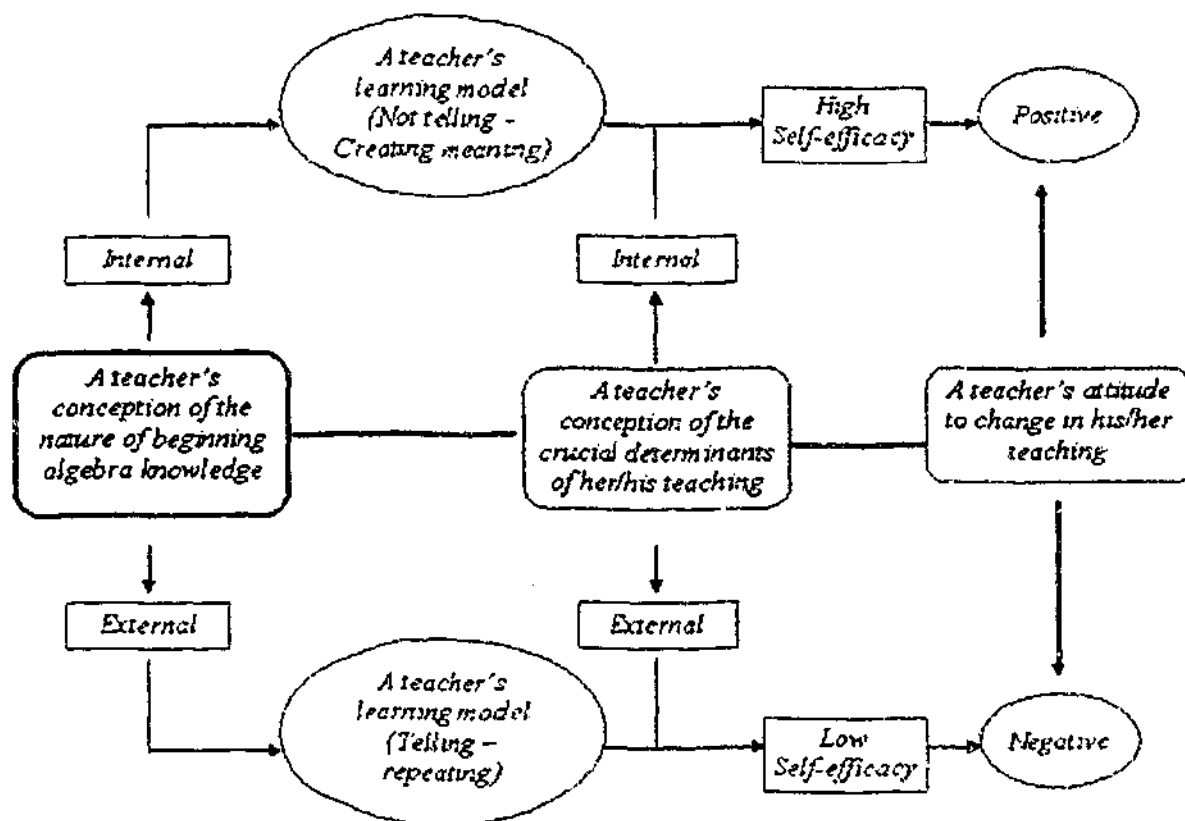 A teacher's
learning model
(Not telling –
Creating meaning)
High
Self-efficacy
Positive
Internal
Internal
A teacher's
conception of the
nature of beginning
algebra knowledge
A teacher's
conception of the
crucial determinants
of her/his teaching
A teacher's attitude
to change in his/her
teaching
External
External
A teacher's
learning model
(Telling –
repeating)
Low
Self-efficacy
Negative